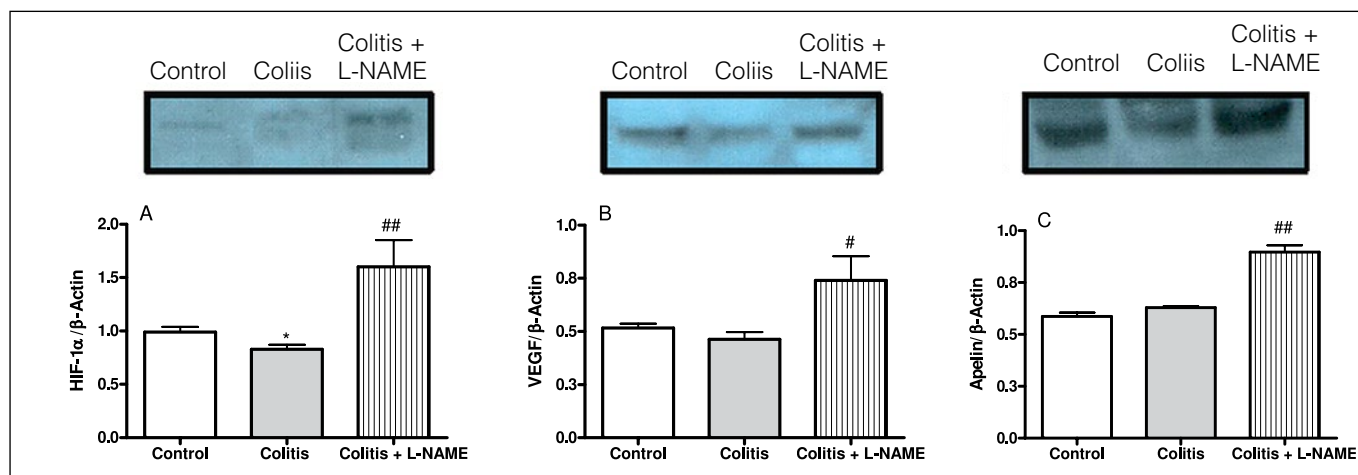 Control Coliis Colitis +
L-NAME
Control Coliis Colitis +
L-NAME
Control Coliis Colitis +
L-NAME
A
HIF-1α/β-Actin
2.0
1.5
1.0
0.5
0.0
*
##
Control Colitis Colitis + L-NAME
B
VEGF/β-Actin
1.0
0.8
0.5
0.3
0.0
#
Control Colitis Colitis + L-NAME
C
Apelin/β-Actin
1.0
0.8
0.5
0.3
0.0
##
Control Colitis Colitis + L-NAME